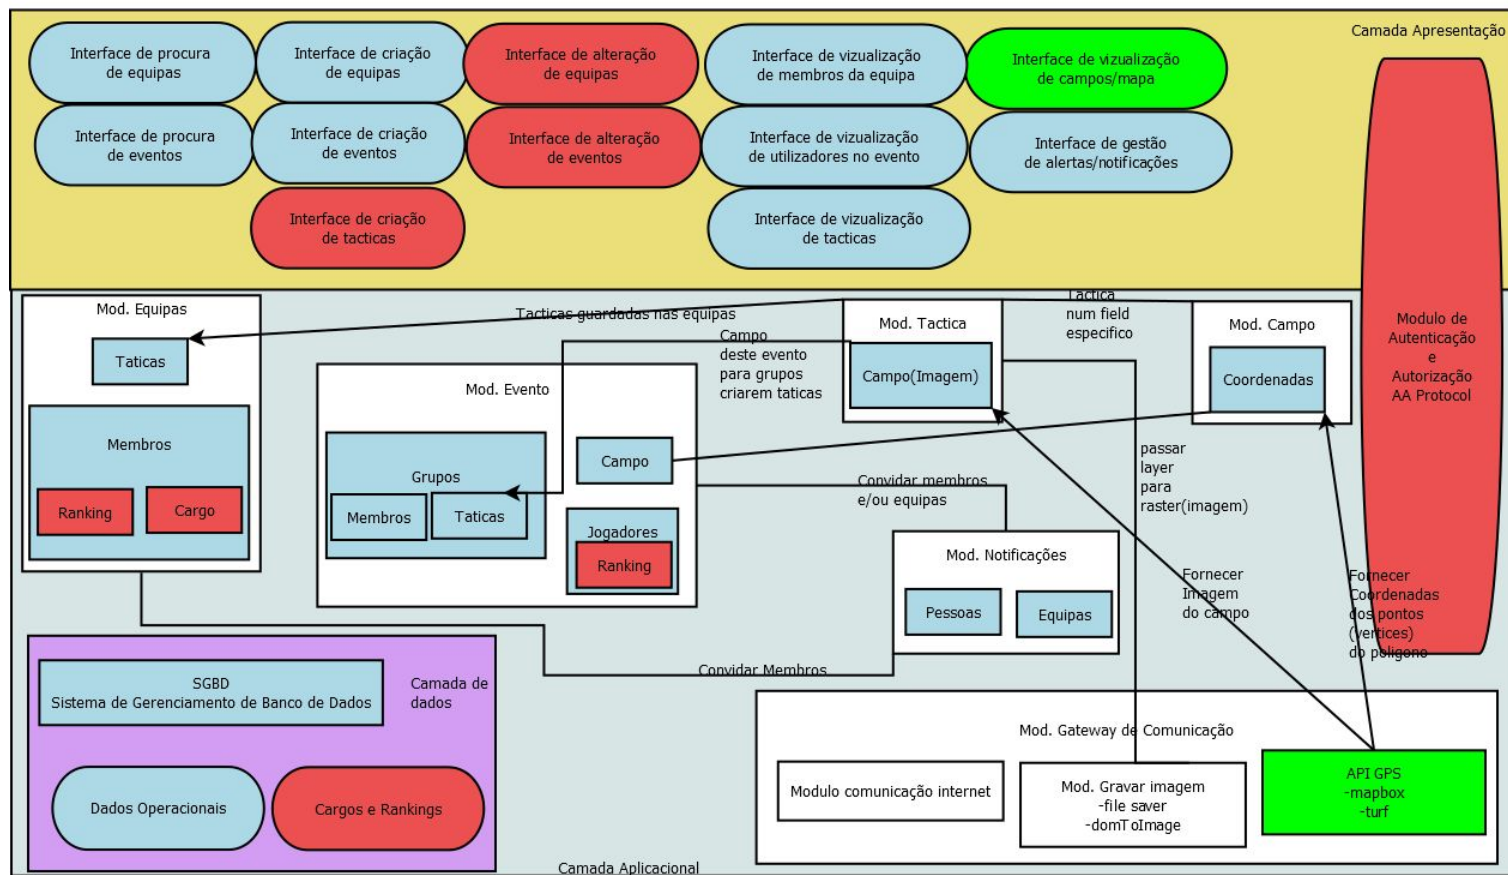 Camada Apresentação
Interface de procura
de equipas
Interface de criação
de equipas
Interface de alteração
de equipas
Interface de vizualização
de membros da equipa
Interface de vizualização
de campos/mapa
Interface de procura
de eventos
Interface de criação
de eventos
Interface de alteração
de eventos
Interface de vizualização
de utilizadores no evento
Interface de gestão
de alertas/notificações
Interface de criação
de tacticas
Interface de vizualização
de tacticas
Mod. Equipas
Taticas
Membros
Ranking
Cargo
Tacticas guardadas nas equipas
Mod. Evento
Grupos
Membros
Taticas
Campo
Jogadores
Ranking
Campo
deste evento
para grupos
criarem taticas
Mod. Tactica
Campo(Imagem)
Tactica
num field
especifico
Mod. Campo
Coordenadas
Modulo de
Autenticação
e
Autorização
AA Protocol
Convidar membros
e/ou equipas
passar
layer
para
raster(imagem)
Mod. Notificações
Pessoas
Equipas
Fornecer
Imagem
do campo
Fornecer
Coordenadas
dos pontos
(vertices)
do poligono
Convidar Membros
SGBD
Sistema de Gerenciamento de Banco de Dados
Camada de
dados
Dados Operacionais
Cargos e Rankings
Mod. Gateway de Comunicação
Modulo comunicação internet
Mod. Gravar imagem
-file saver
-domToImage
API GPS
-mapbox
-turf
Camada Aplicacional